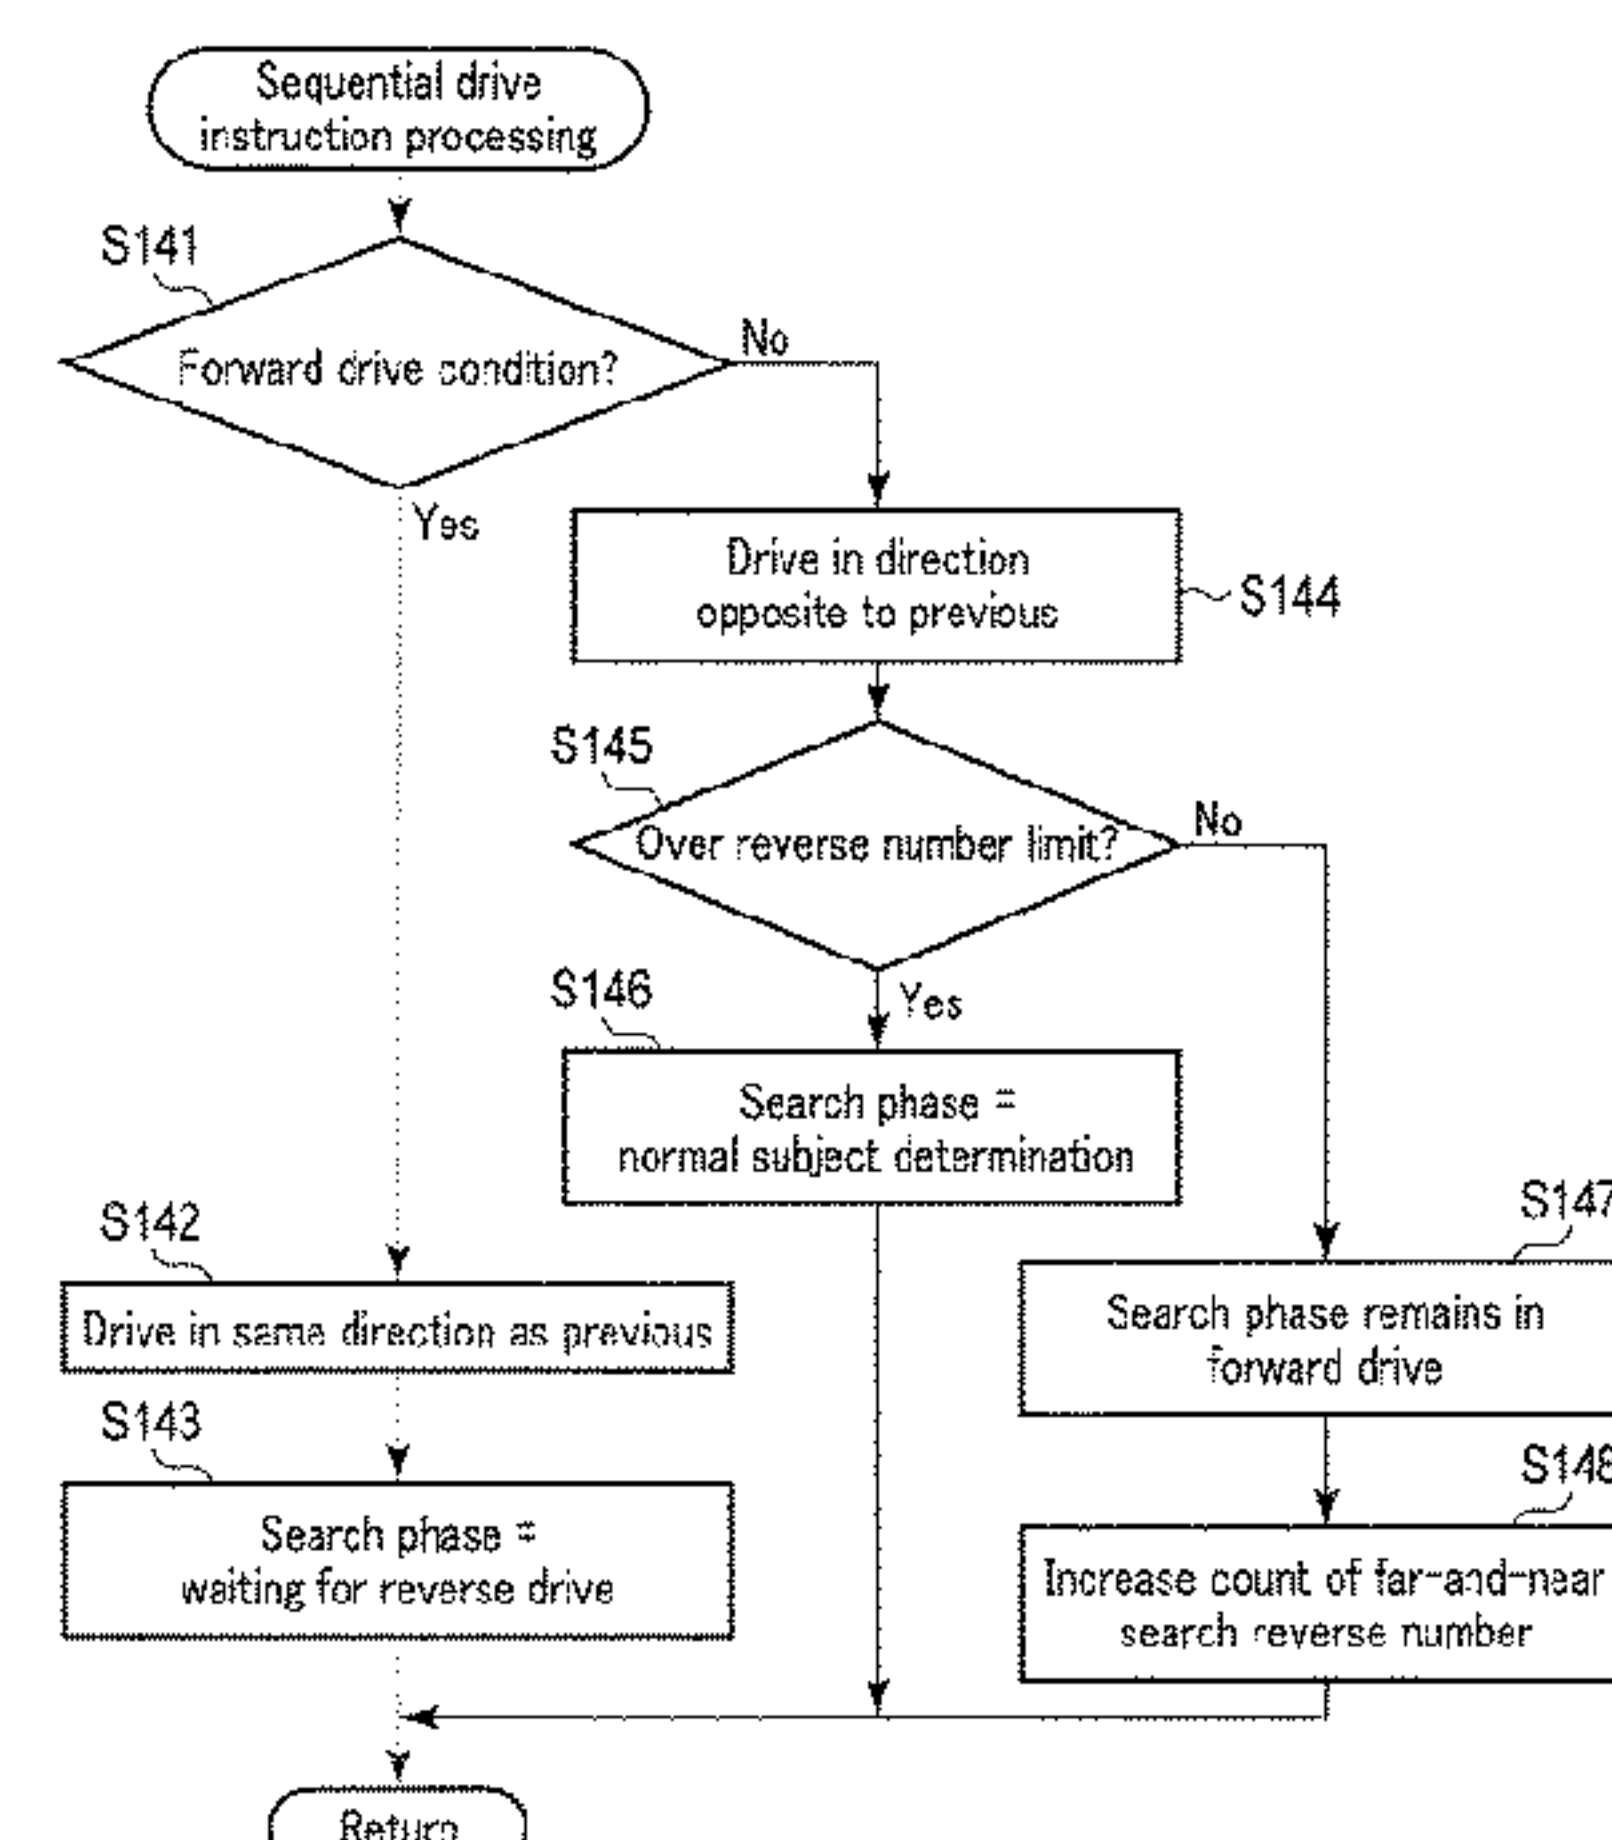 Sequential drive
instruction processing
S141
Forward drive condition?
No
Yes
Drive in direction
opposite to previous
S144
S145
Over reverse number limit?
No
Yes
S146
Search phase =
normal subject determination
S142
Drive in same direction as previous
S147
Search phase remains in
forward drive
S143
Search phase =
waiting for reverse drive
S148
Increase count of far-and-near
search reverse number
Return